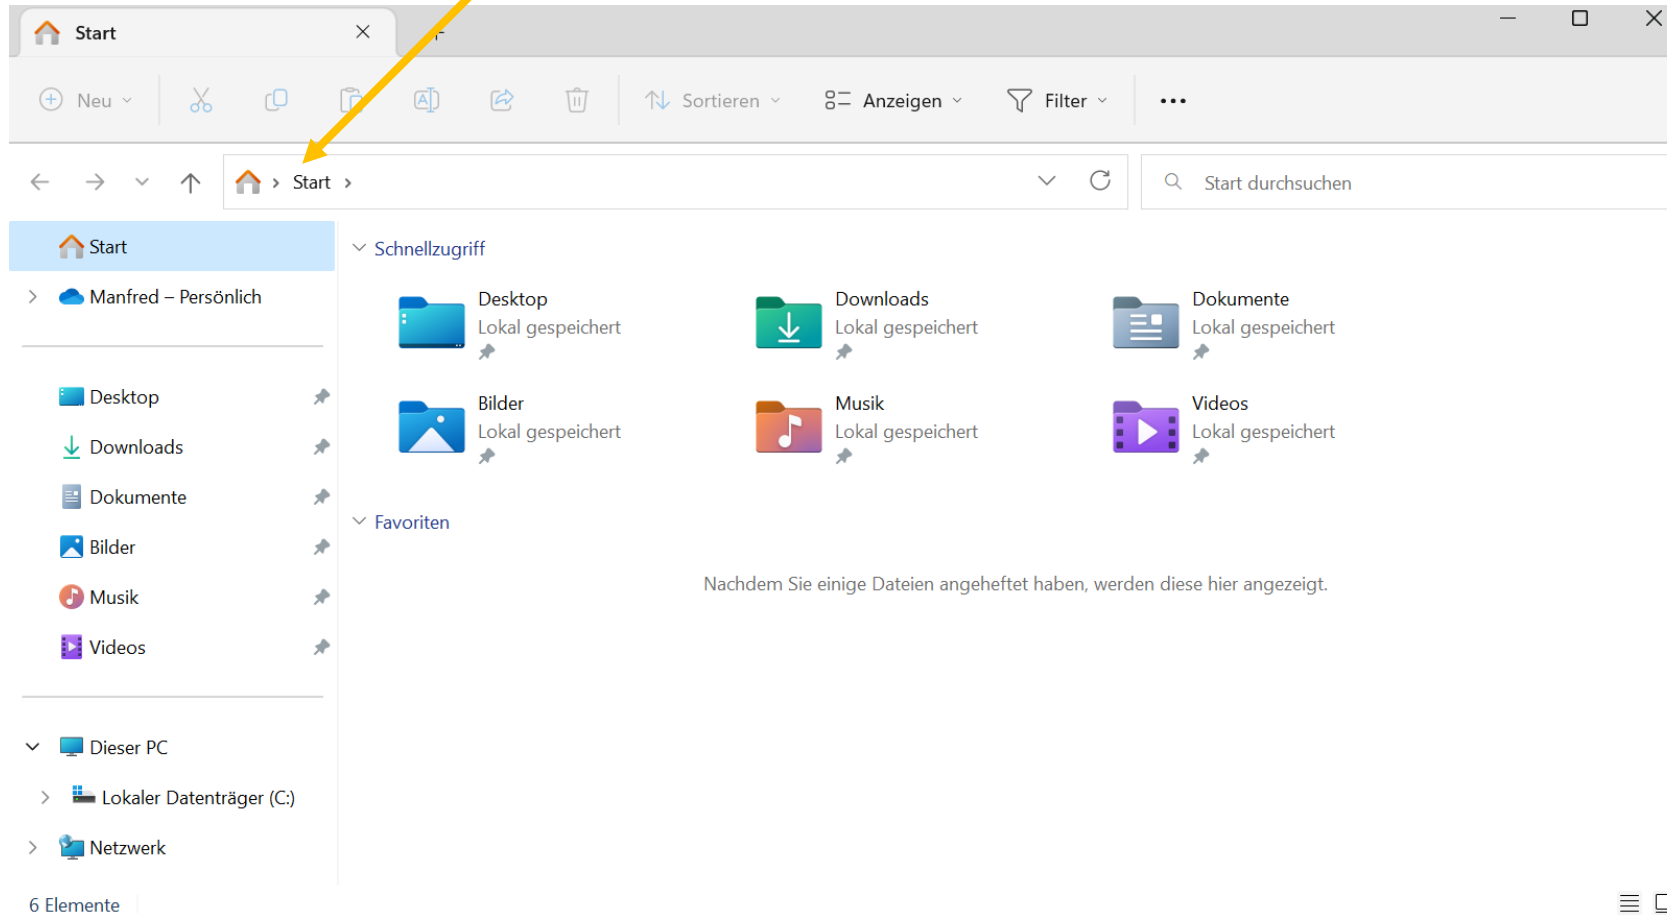 Start
Neu
Sortieren
Anzeigen
Filter
Start
Start durchsuchen
Start
Manfred – Persönlich
Desktop
Downloads
Dokumente
Bilder
Musik
Videos
Dieser PC
Lokaler Datenträger (C:)
Netzwerk
Schnellzugriff
Desktop
Lokal gespeichert
Downloads
Lokal gespeichert
Dokumente
Lokal gespeichert
Bilder
Lokal gespeichert
Musik
Lokal gespeichert
Videos
Lokal gespeichert
Favoriten
Nachdem Sie einige Dateien angeheftet haben, werden diese hier angezeigt.
6 Elemente